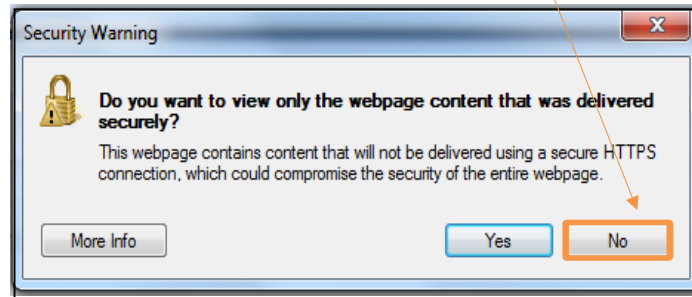 Security Warning
Do you want to view only the webpage content that was delivered
securely?
This webpage contains content that will not be delivered using a secure HTTPS
connection, which could compromise the security of the entire webpage.
More Info
Yes
No